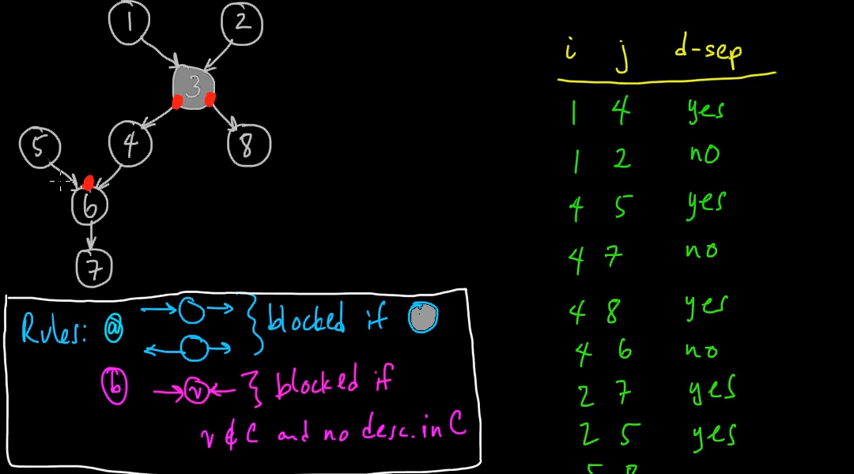 1 2
3
5 4 8
6
7
i j d-sep
1 4 yes
1 2 no
4 5 yes
4 7 no
4 8 yes
4 6 no
2 7 yes
2 5 yes
5 8
Rules: ⓐ → ○ → } blocked if
← ○ →
ⓑ → v ← } blocked if
v ∉ C and no desc. in C